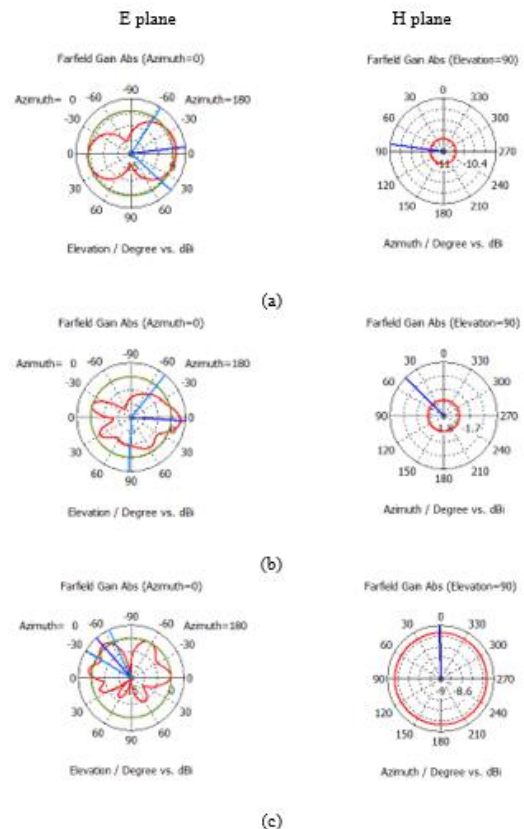 E plane H plane
Farfield Gain Abs (Azimuth=0)
Azimuth= 0 -30 -60 -90 -60 Azimuth=180 -30
0 0
30 60 90 60 30
Elevation / Degree vs. dBi
Farfield Gain Abs (Elevation=90)
30 0 330
60 300
90 -11 -10.4 270
120 240
150 180 210
Azimuth / Degree vs. dBi
(a)
Farfield Gain Abs (Azimuth=0)
Azimuth= 0 -30 -60 -90 -60 Azimuth=180 -30
0 0
30 60 90 60 30
Elevation / Degree vs. dBi
Farfield Gain Abs (Elevation=90)
30 0 330
60 300
90 -1.7 270
120 240
150 180 210
Azimuth / Degree vs. dBi
(b)
Farfield Gain Abs (Azimuth=0)
Azimuth= 0 -30 -60 -90 -60 Azimuth=180 -30
0 0
30 60 90 60 30
Elevation / Degree vs. dBi
Farfield Gain Abs (Elevation=90)
30 0 330
60 300
90 -9 -8.6 270
120 240
150 180 210
Azimuth / Degree vs. dBi
(c)